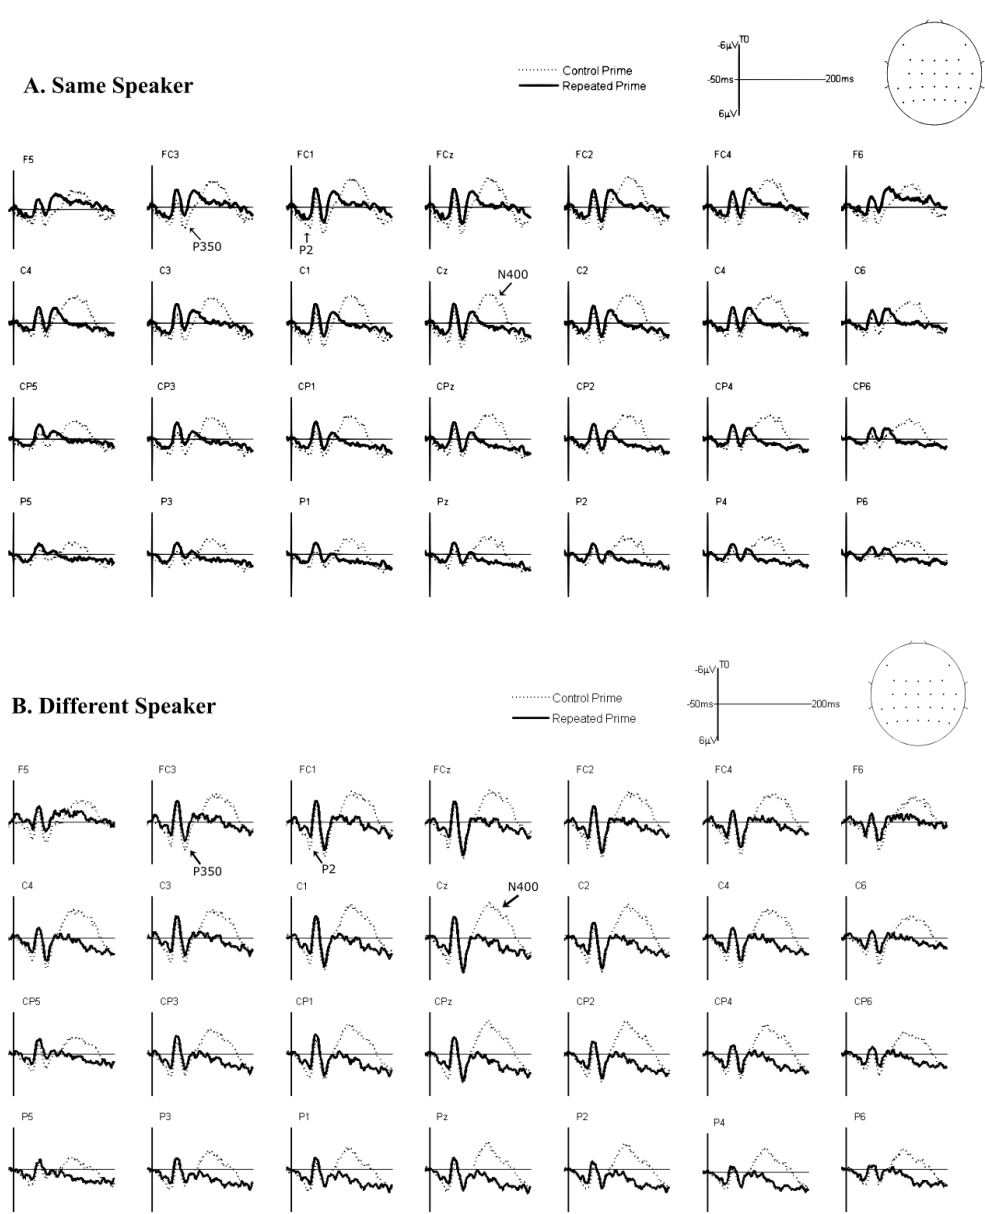 -6μV T0
A. Same Speaker
Control Prime
-50ms 200ms
Repeated Prime
6μV
F5 FC3 FC1 FCz FC2 FC4 F6
P350 P2
C4 C3 C1 Cz C2 C4 C6
N400
CP5 CP3 CP1 CPz CP2 CP4 CP6
P5 P3 P1 Pz P2 P4 P6
-6μV T0
B. Different Speaker
Control Prime
-50ms 200ms
Repeated Prime
6μV
F5 FC3 FC1 FCz FC2 FC4 F6
P350 P2
C4 C3 C1 Cz C2 C4 C6
N400
CP5 CP3 CP1 CPz CP2 CP4 CP6
P5 P3 P1 Pz P2 P4 P6